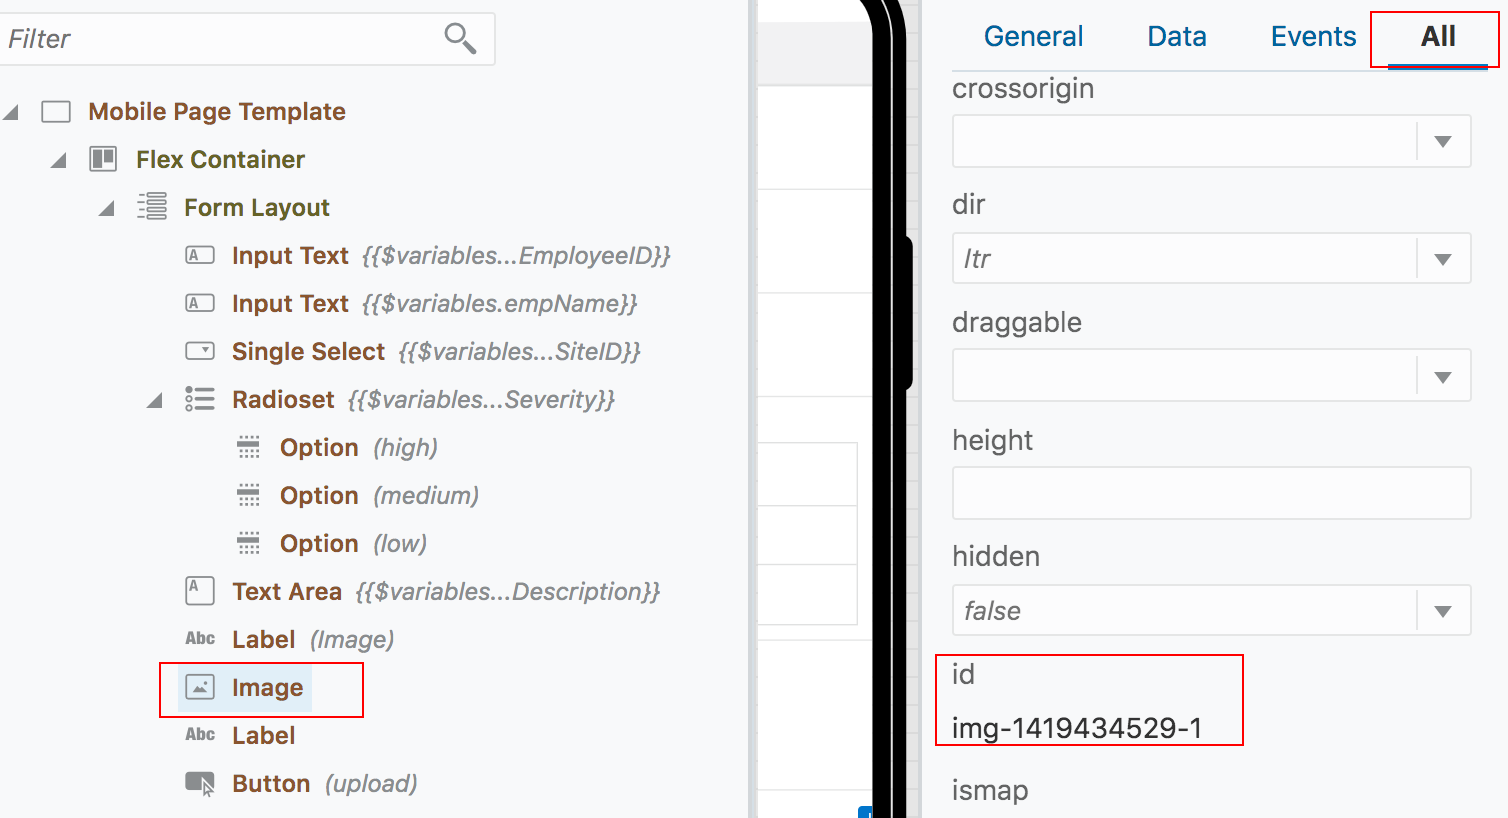 Filter
Mobile Page Template
Flex Container
Form Layout
Input Text {{$variables...EmployeeID}}
Input Text {{$variables.empName}}
Single Select {{$variables...SiteID}}
Radioset {{$variables...Severity}}
Option (high)
Option (medium)
Option (low)
Text Area {{$variables...Description}}
Abc Label (Image)
Image
Abc Label
Button (upload)
General Data Events All
crossorigin
dir
ltr
draggable
height
hidden
false
id
img-1419434529-1
ismap